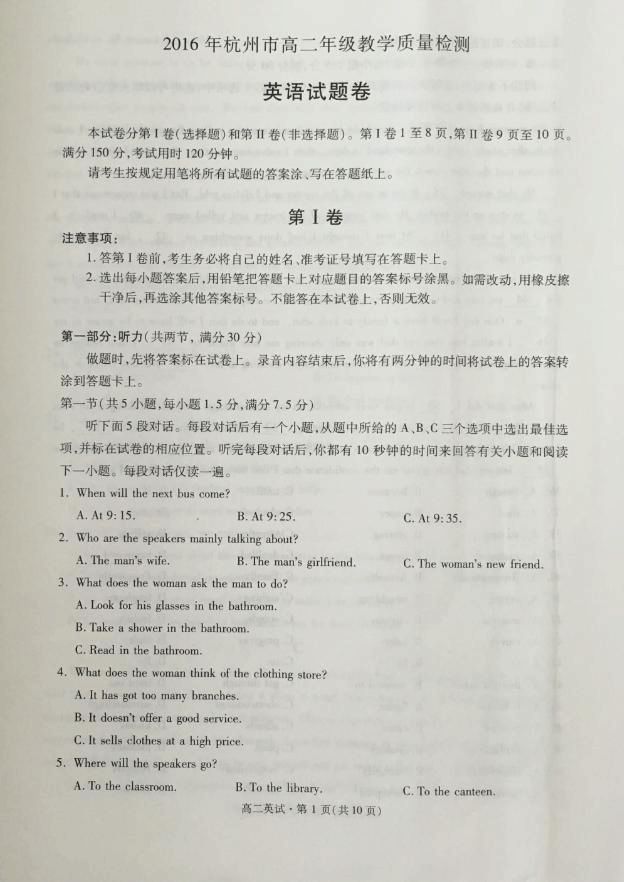 2016 年杭州市高二年级教学质量检测
英语试题卷
本试卷分第 I 卷(选择题)和第 II 卷(非选择题)。第 I 卷 1 至 8 页,第 II 卷 9 页至 10 页。
满分 150 分,考试用时 120 分钟。
请考生按规定用笔将所有试题的答案涂、写在答题纸上。
第 I 卷
注意事项:
1. 答第 I 卷前,考生务必将自己的姓名、准考证号填写在答题卡上。
2. 选出每小题答案后,用铅笔把答题卡上对应题目的答案标号涂黑。如需改动,用橡皮擦
干净后,再选涂其他答案标号。不能答在本试卷上,否则无效。
第一部分:听力(共两节, 满分 30 分)
做题时,先将答案标在试卷上。录音内容结束后,你将有两分钟的时间将试卷上的答案转
涂到答题卡上。
第一节(共 5 小题,每小题 1.5 分,满分 7.5 分)
听下面 5 段对话。每段对话后有一个小题,从题中所给的 A、B、C 三个选项中选出最佳选
项,并标在试卷的相应位置。听完每段对话后,你都有 10 秒钟的时间来回答有关小题和阅读
下一小题。每段对话仅读一遍。
1. When will the next bus come?
A. At 9:15. B. At 9:25. C. At 9:35.
2. Who are the speakers mainly talking about?
A. The man's wife. B. The man's girlfriend. C. The woman's new friend.
3. What does the woman ask the man to do?
A. Look for his glasses in the bathroom.
B. Take a shower in the bathroom.
C. Read in the bathroom.
4. What does the woman think of the clothing store?
A. It has got too many branches.
B. It doesn't offer a good service.
C. It sells clothes at a high price.
5. Where will the speakers go?
A. To the classroom. B. To the library. C. To the canteen.
高二英试·第 1 页(共 10 页)